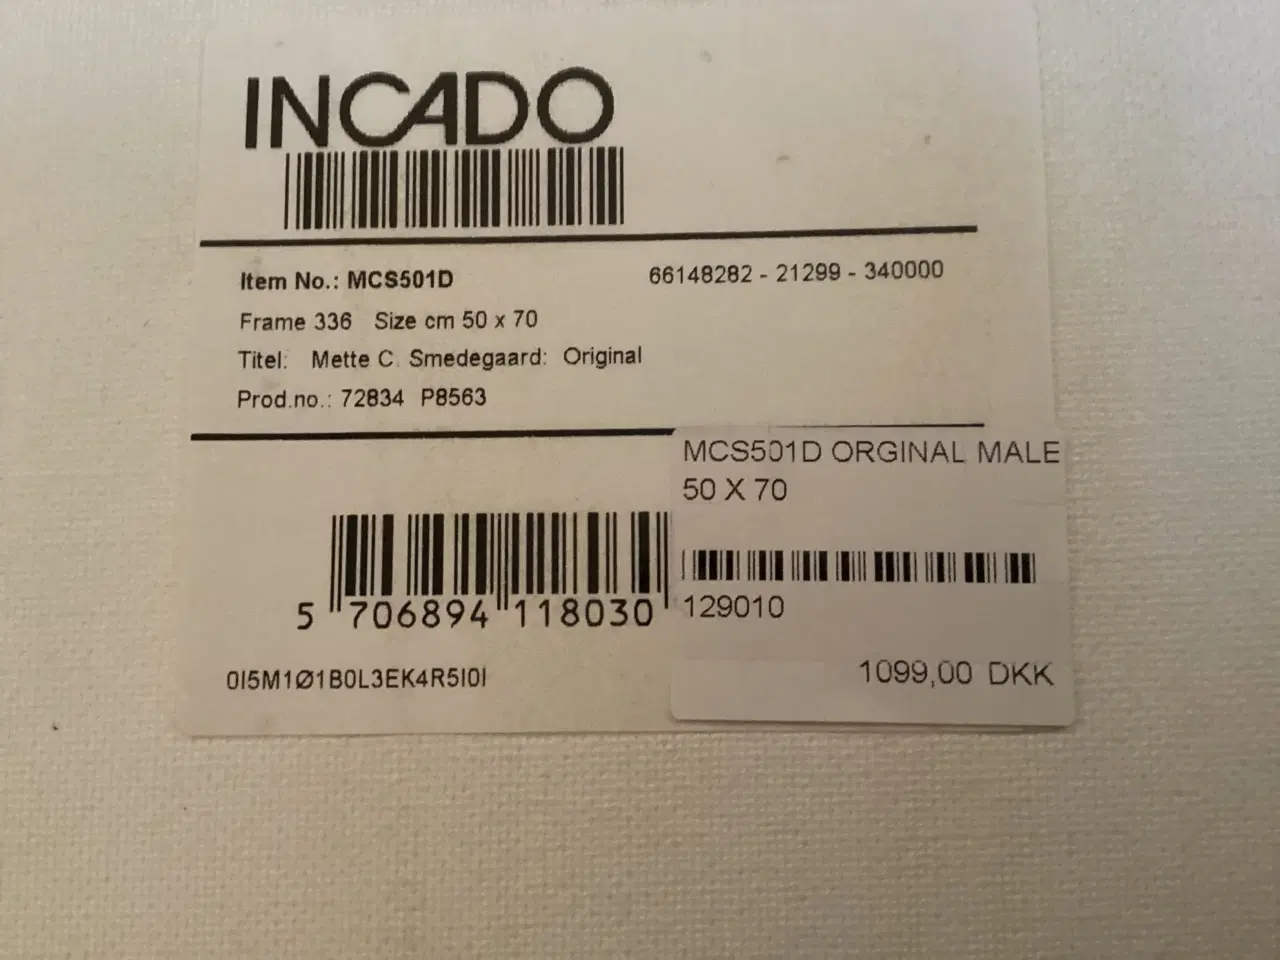 INCADO
Item No.: MCS501D
66148282 - 21299 - 340000
Frame 336 Size cm 50 x 70
Titel: Mette C. Smedegaard: Original
Prod.no.: 72834 P8563
MCS501D ORGINAL MALE
50 X 70
5 706894 118030
129010
0I5M1Ø1B0L3EK4R5I0I
1099,00 DKK